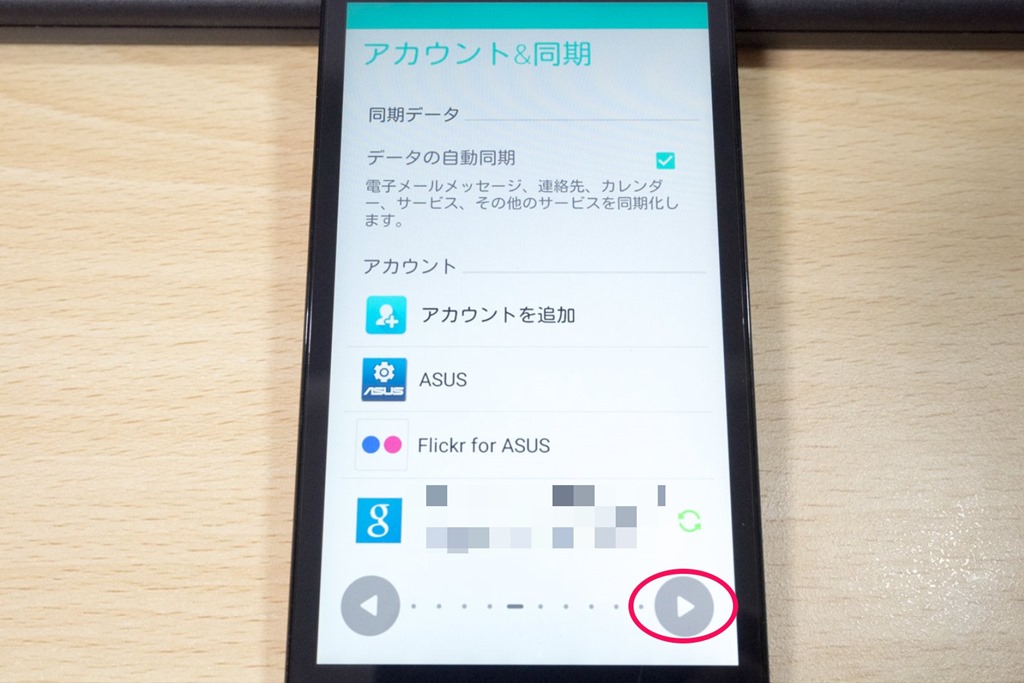 アカウント&同期
同期データ
データの自動同期
電子メールメッセージ、連絡先、カレンダ
ー、サービス、その他のサービスを同期化し
ます。
アカウント
アカウントを追加
ASUS
ASUS
Flickr for ASUS
g